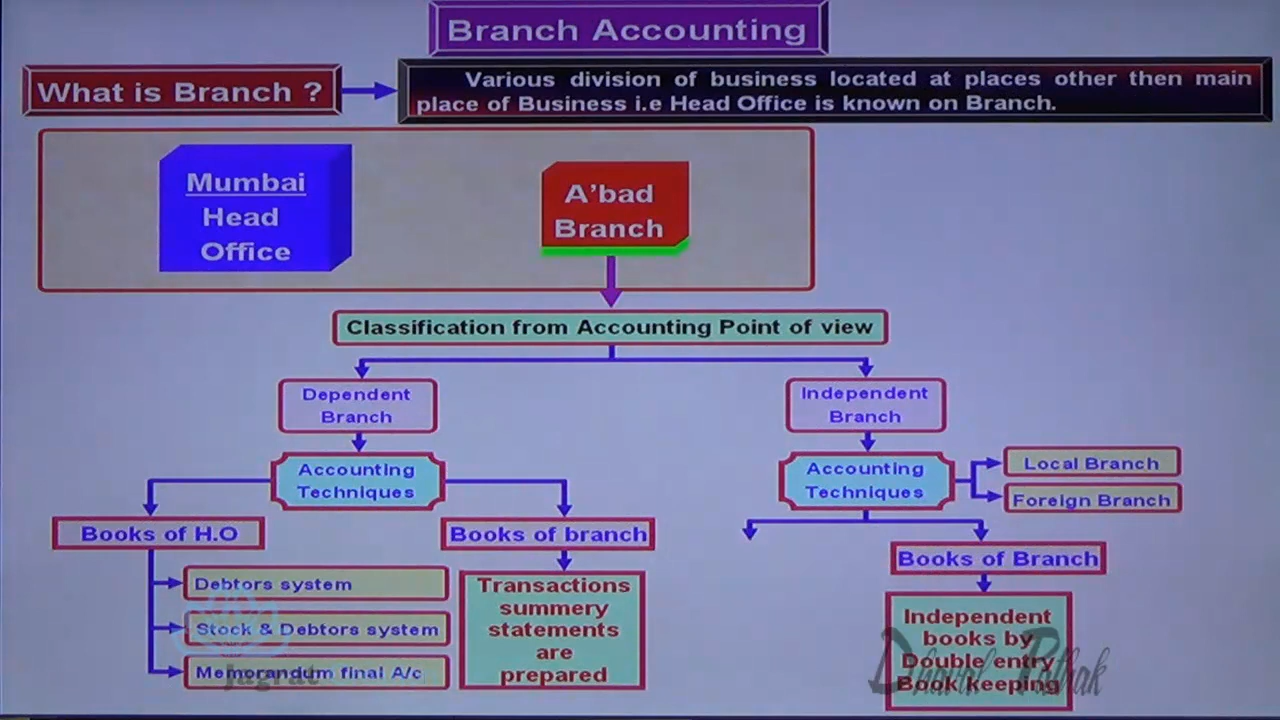 Branch Accounting
What is Branch ?
Various division of business located at places other then main
place of Business i.e Head Office is known on Branch.
Mumbai
Head
Office
A'bad
Branch
Classification from Accounting Point of view
Dependent
Branch
Independent
Branch
Accounting
Techniques
Accounting
Techniques
Local Branch
Foreign Branch
Books of H.O
Books of branch
Books of Branch
Debtors system
Stock & Debtors system
Memorandum final A/c
Transactions
summery
statements
are
prepared
Independent
books by
Double entry
Book keeping
jagrat
Dhaval Pathak